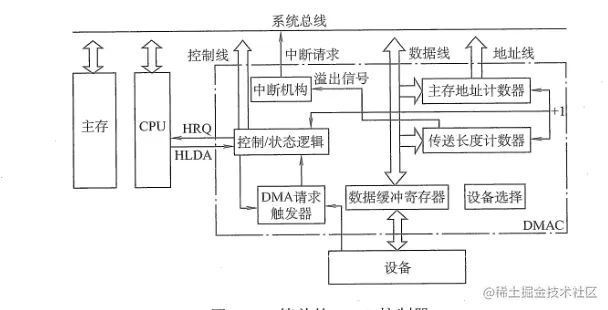 系统总线
控制线
中断请求
数据线
地址线
溢出信号
中断机构
主存地址计数器
+1
主存
CPU
HRQ
HLDA
控制/状态逻辑
传送长度计数器
DMA请求
触发器
数据缓冲寄存器
设备选择
DMAC
设备
@稀土掘金技术社区